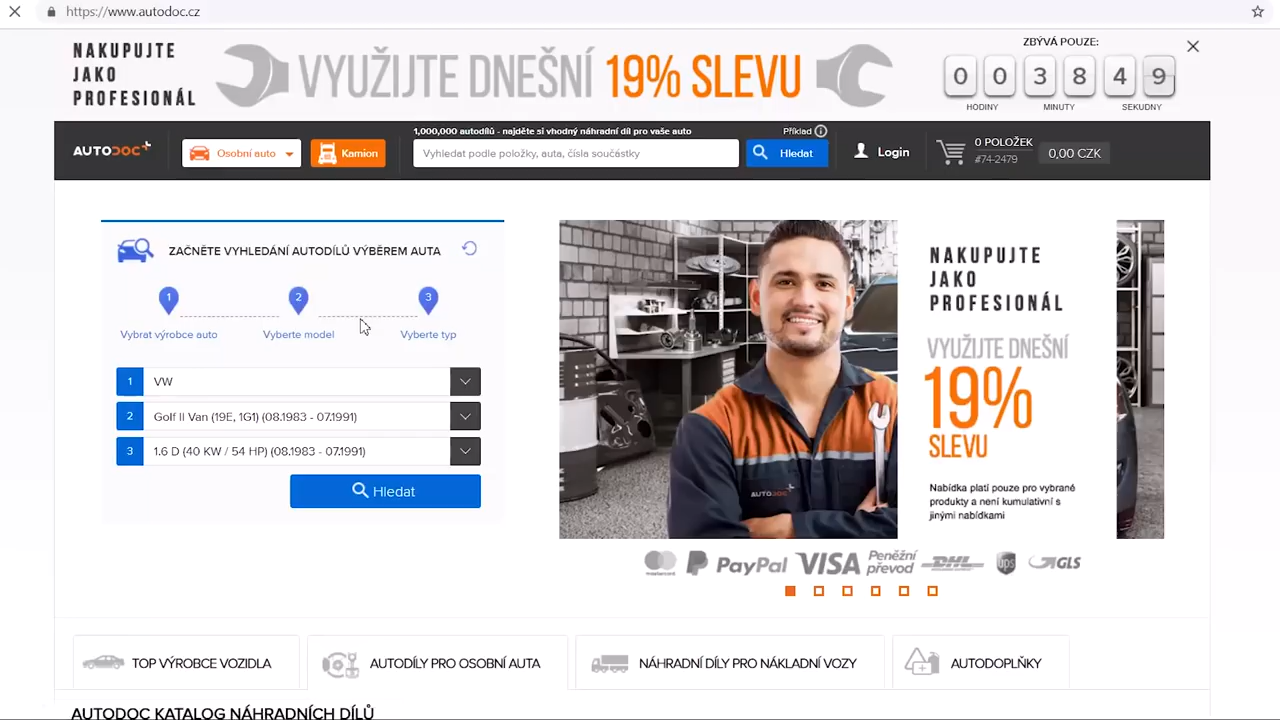 https://www.autodoc.cz
NAKUPUJTE
JAKO
PROFESIONÁL
VYUŽIJTE DNEŠNÍ 19% SLEVU
ZBÝVÁ POUZE:
0 0 3 8 4 9
HODINY MINUTY SEKUNDY
AUTODOC
Osobní auto
Kamion
1,000,000 autodílů - najděte si vhodný náhradní díl pro vaše auto
Příklad
Vyhledat podle položky, auta, čísla součástky
Hledat
Login
0 POLOŽEK
#74-2479
0,00 CZK
ZAČNĚTE VYHLEDÁNÍ AUTODÍLŮ VÝBĚREM AUTA
1 2 3
Vybrat výrobce auto Vyberte model Vyberte typ
1 VW
2 Golf II Van (19E, 1G1) (08.1983 - 07.1991)
3 1.6 D (40 KW / 54 HP) (08.1983 - 07.1991)
Hledat
AUTODOC
NAKUPUJTE
JAKO
PROFESIONÁL
VYUŽIJTE DNEŠNÍ
19%
SLEVU
Nabídka platí pouze pro vybrané
produkty a není kumulativní s
jinými nabídkami
mastercard PayPal VISA Peněžní převod DHL ups GLS
TOP VÝROBCE VOZIDLA
AUTODÍLY PRO OSOBNÍ AUTA
NÁHRADNÍ DÍLY PRO NÁKLADNÍ VOZY
AUTODOPLŇKY
AUTODOC KATALOG NÁHRADNÍCH DÍLŮ